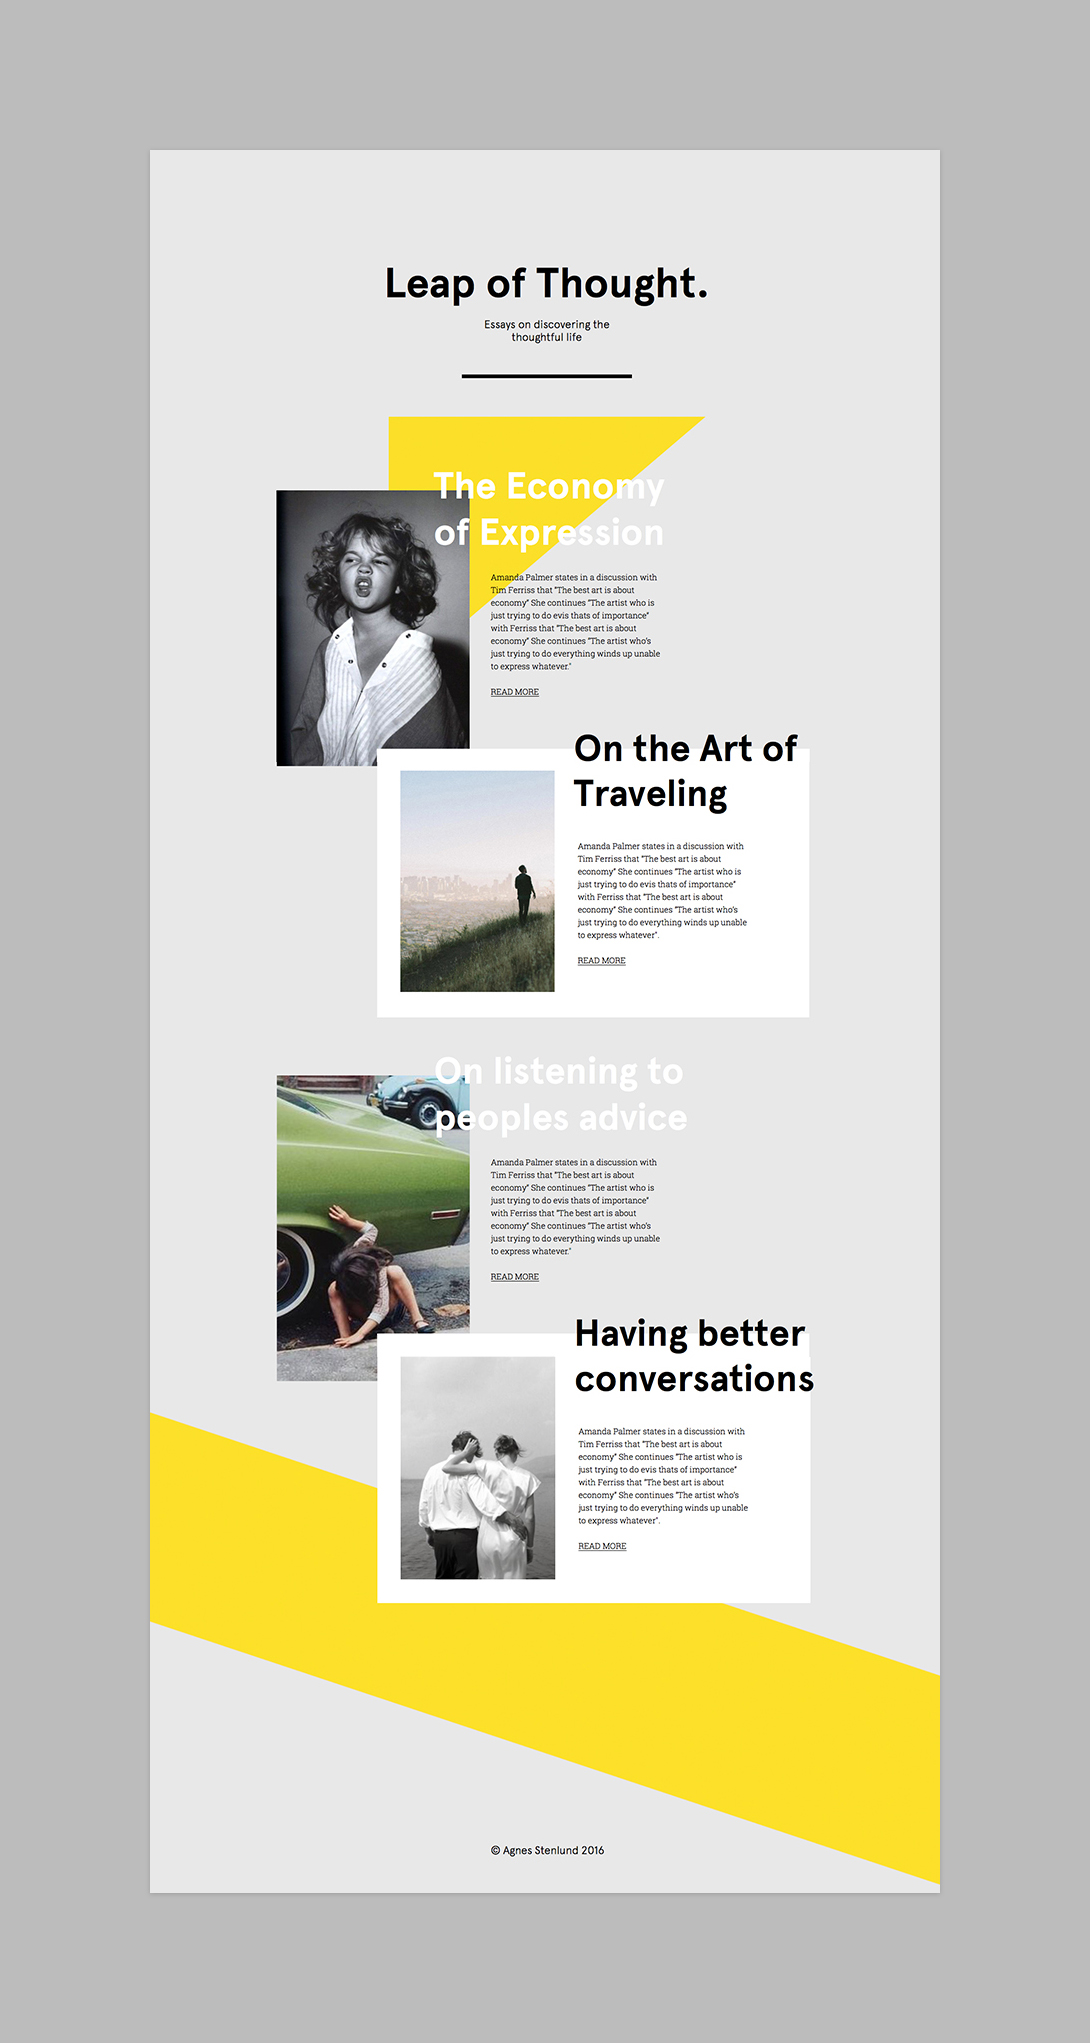 Leap of Thought.
Essays on discovering the
thoughtful life
The Economy
of Expression
Amanda Palmer states in a discussion with
Tim Ferriss that "The best art is about
economy" She continues "The artist who is
just trying to do evis thats of importance"
with Ferriss that "The best art is about
economy" She continues "The artist who's
just trying to do everything winds up unable
to express whatever."
READ MORE
On the Art of
Traveling
Amanda Palmer states in a discussion with
Tim Ferriss that "The best art is about
economy" She continues "The artist who is
just trying to do evis thats of importance"
with Ferriss that "The best art is about
economy" She continues "The artist who's
just trying to do everything winds up unable
to express whatever".
READ MORE
On listening to
peoples advice
Amanda Palmer states in a discussion with
Tim Ferriss that "The best art is about
economy" She continues "The artist who is
just trying to do evis thats of importance"
with Ferriss that "The best art is about
economy" She continues "The artist who's
just trying to do everything winds up unable
to express whatever."
READ MORE
Having better
conversations
Amanda Palmer states in a discussion with
Tim Ferriss that "The best art is about
economy" She continues "The artist who is
just trying to do evis thats of importance"
with Ferriss that "The best art is about
economy" She continues "The artist who's
just trying to do everything winds up unable
to express whatever".
READ MORE
© Agnes Stenlund 2016